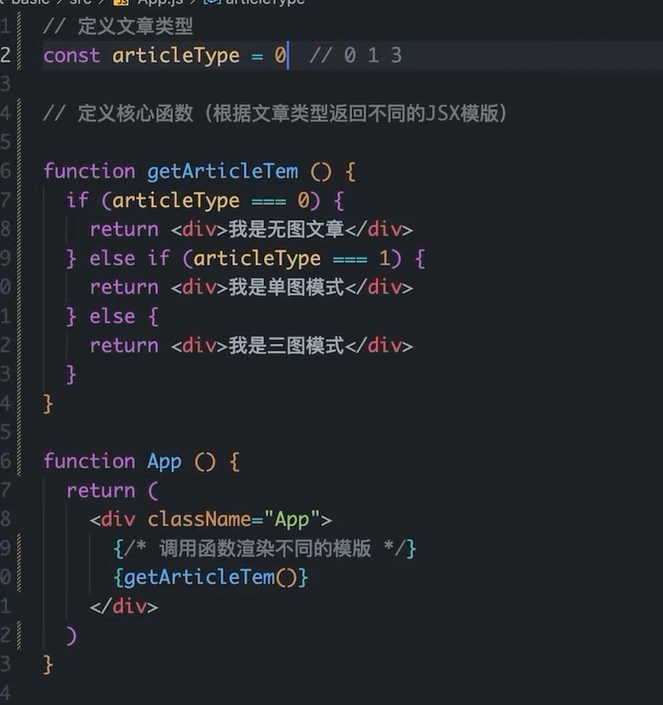 src > JS App.js > articleType
1 // 定义文章类型
2 const articleType = 0 // 0 1 3
3
4 // 定义核心函数（根据文章类型返回不同的JSX模版）
5
6 function getArticleTem () {
7 if (articleType === 0) {
8 return <div>我是无图文章</div>
9 } else if (articleType === 1) {
0 return <div>我是单图模式</div>
1 } else {
2 return <div>我是三图模式</div>
3 }
4 }
5
6 function App () {
7 return (
8 <div className="App">
9 {/* 调用函数渲染不同的模版 */}
0 {getArticleTem()}
1 </div>
2 )
3 }
4